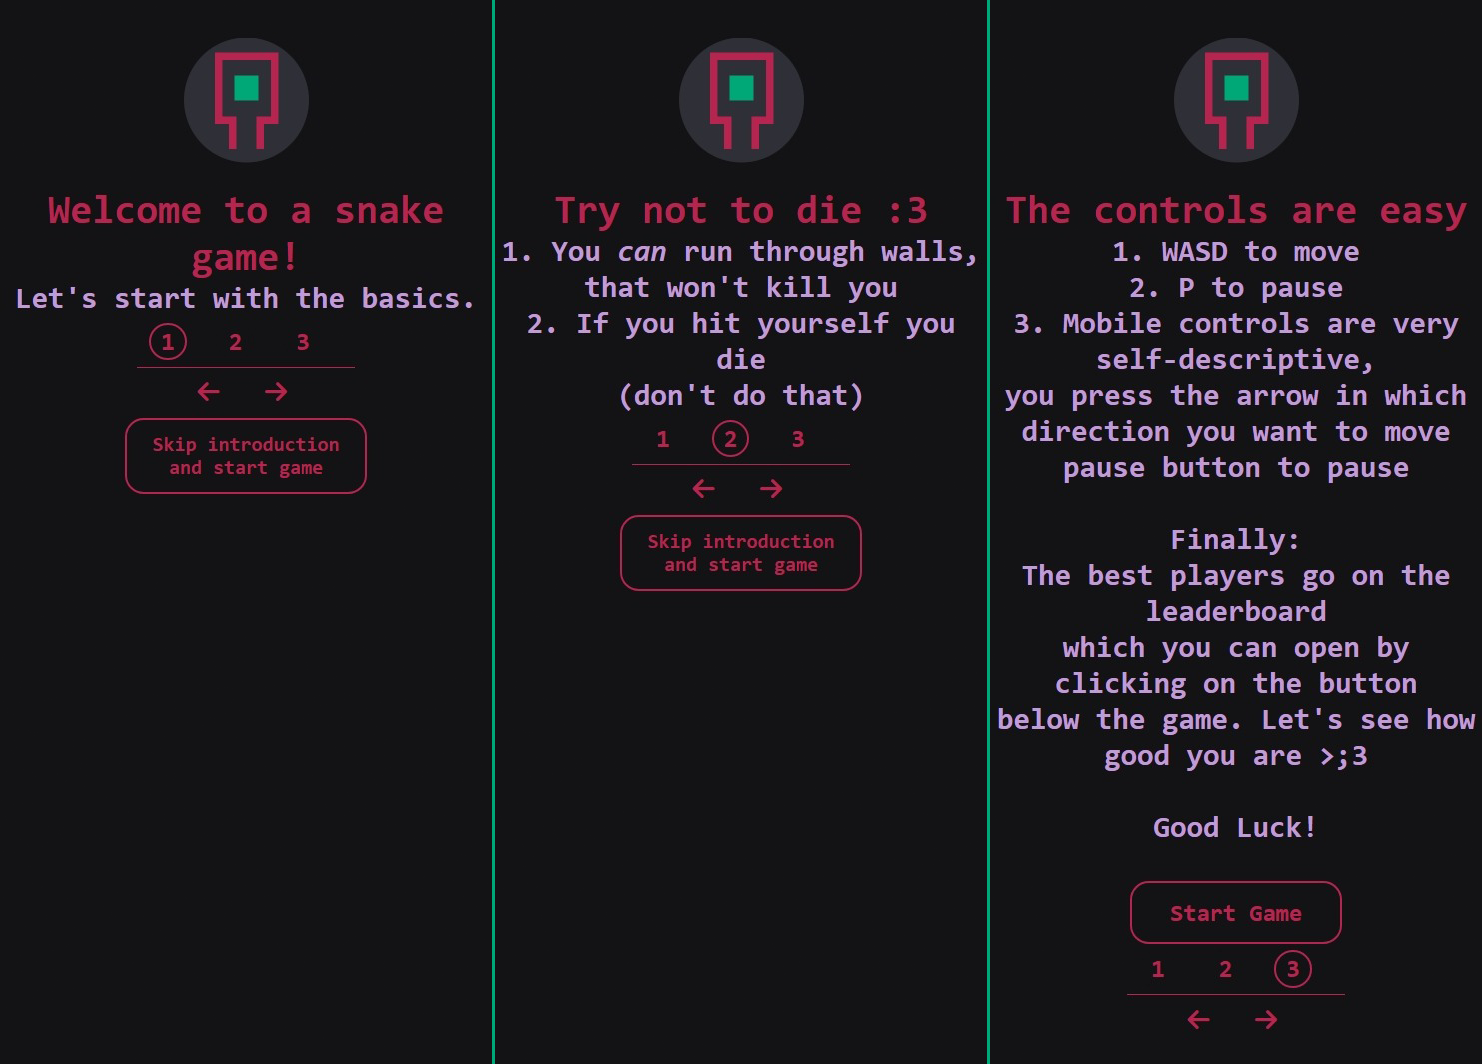 Welcome to a snake
game!
Let's start with the basics.
1 2 3
← →
Skip introduction
and start game
Try not to die :3
1. You can run through walls,
that won't kill you
2. If you hit yourself you
die
(don't do that)
1 2 3
← →
Skip introduction
and start game
The controls are easy
1. WASD to move
2. P to pause
3. Mobile controls are very
self-descriptive,
you press the arrow in which
direction you want to move
pause button to pause
Finally:
The best players go on the
leaderboard
which you can open by
clicking on the button
below the game. Let's see how
good you are >;3
Good Luck!
Start Game
1 2 3
← →